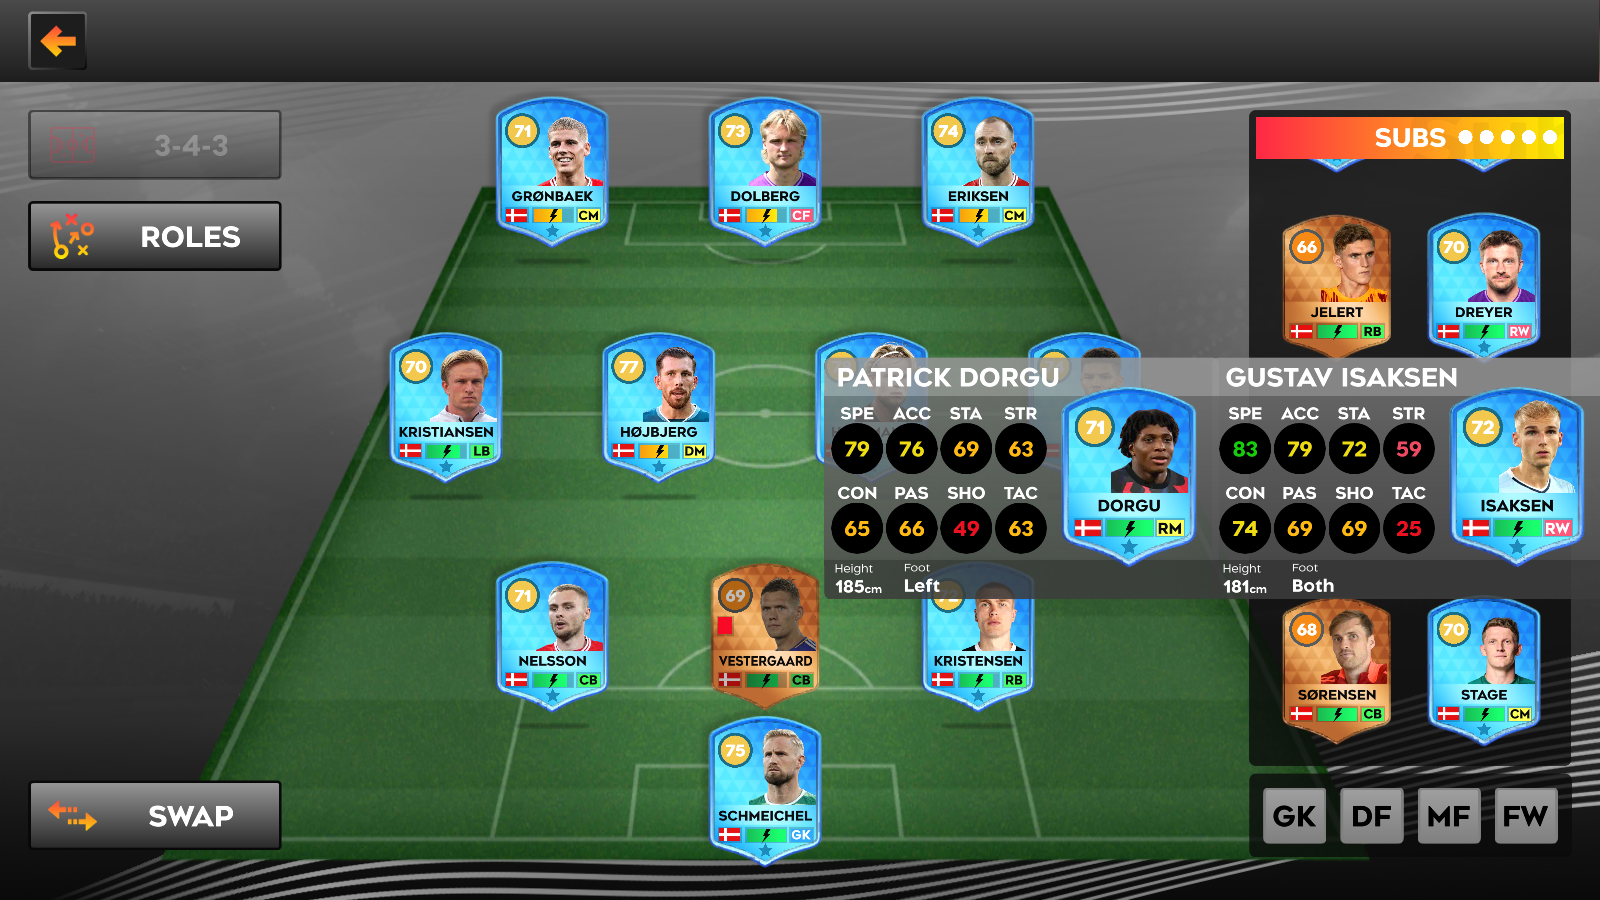 3-4-3
ROLES
SWAP
71
GRØNBAEK
CM
73
DOLBERG
CF
74
ERIKSEN
CM
70
KRISTIANSEN
LB
77
HØJBJERG
DM
71
NELSSON
CB
69
VESTERGAARD
CB
KRISTENSEN
RB
75
SCHMEICHEL
GK
PATRICK DORGU
SPE ACC STA STR
79 76 69 63
CON PAS SHO TAC
65 66 49 63
Height Foot
185cm Left
71
DORGU
RM
GUSTAV ISAKSEN
SPE ACC STA STR
83 79 72 59
CON PAS SHO TAC
74 69 69 25
Height Foot
181cm Both
72
ISAKSEN
RW
SUBS
66
JELERT
RB
70
DREYER
RW
68
SØRENSEN
CB
70
STAGE
CM
GK DF MF FW